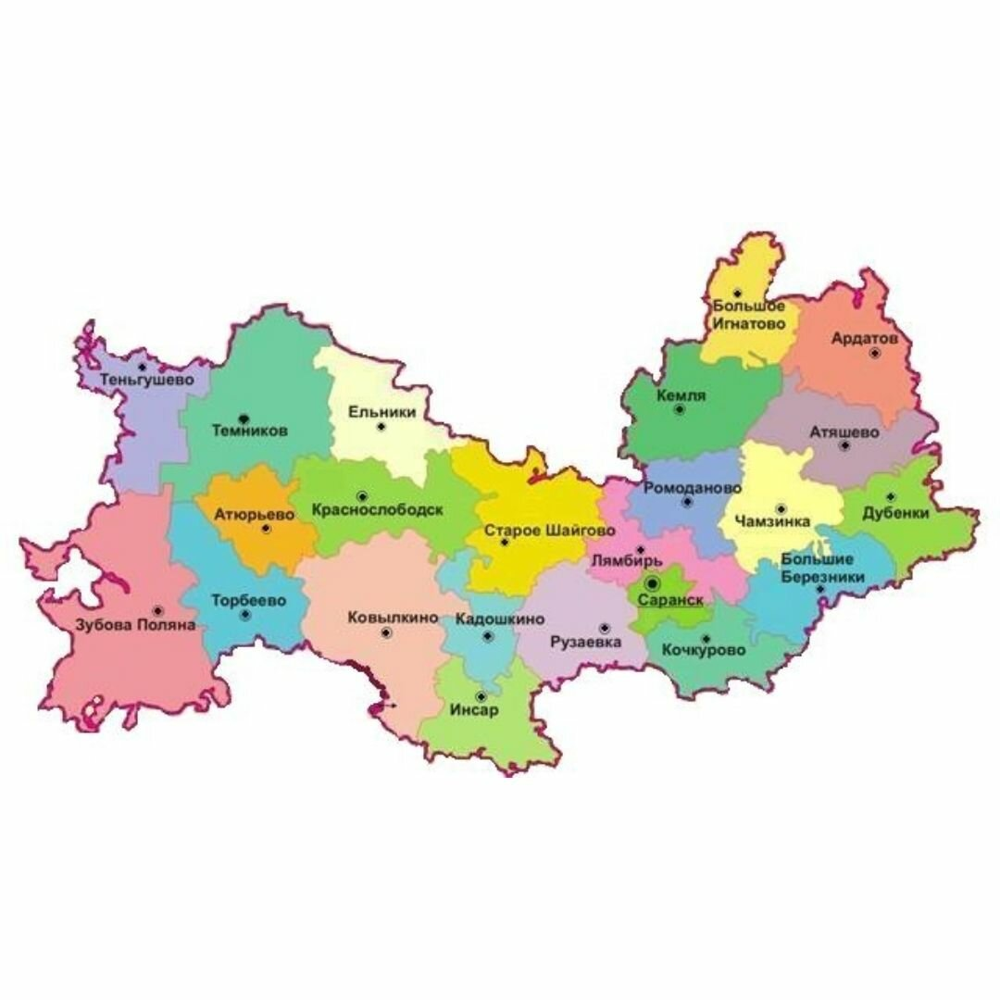 Большое
Игнатово
Ардатов
Теньгушево
Кемля
Ельники
Темников
Атяшево
Ромоданово
Краснослободск
Атюрьево
Дубенки
Чамзинка
Старое Шайгово
Лямбирь
Большие
Березники
Торбеево
Саранск
Ковылкино
Кадошкино
Зубова Поляна
Рузаевка
Кочкурово
Инсар